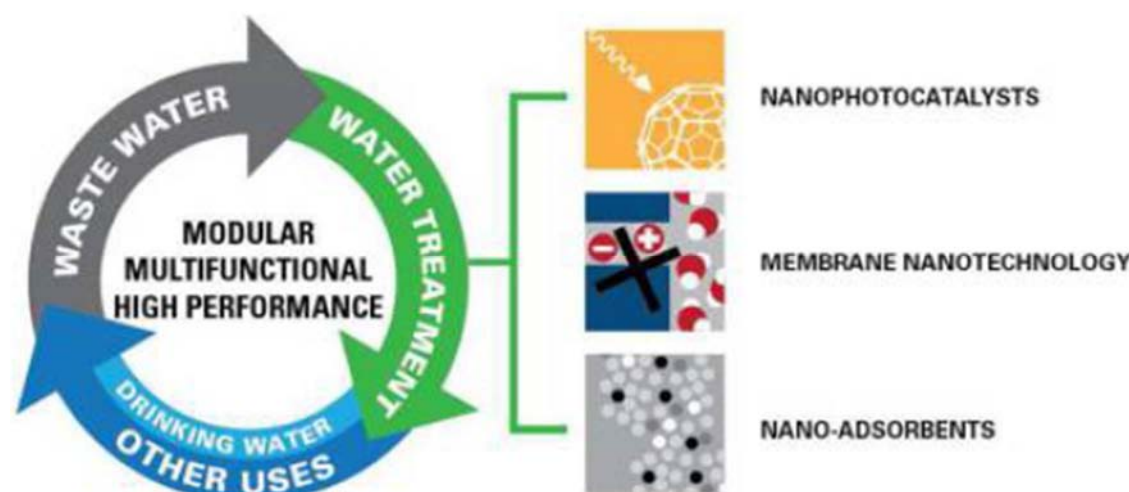 WASTE WATER
WATER TREATMENT
MODULAR
MULTIFUNCTIONAL
HIGH PERFORMANCE
DRINKING WATER
OTHER USES
NANOPHOTOCATALYSTS
MEMBRANE NANOTECHNOLOGY
NANO-ADSORBENTS